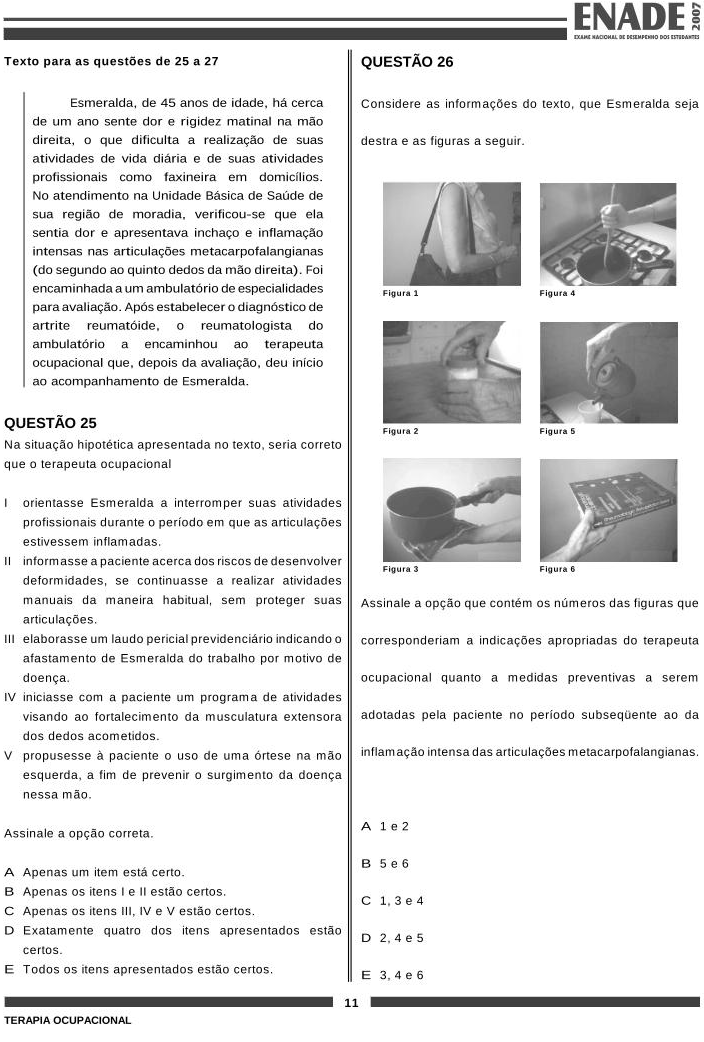 ENADE
2007
EXAME NACIONAL DE DESEMPENHO DOS ESTUDANTES
Texto para as questões de 25 a 27
Esmeralda, de 45 anos de idade, há cerca
de um ano sente dor e rigidez matinal na mão
direita, o que dificulta a realização de suas
atividades de vida diária e de suas atividades
profissionais como faxineira em domicílios.
No atendimento na Unidade Básica de Saúde de
sua região de moradia, verificou-se que ela
sentia dor e apresentava inchaço e inflamação
intensas nas articulações metacarpofalangianas
(do segundo ao quinto dedos da mão direita). Foi
encaminhada a um ambulatório de especialidades
para avaliação. Após estabelecer o diagnóstico de
artrite reumatóide, o reumatologista do
ambulatório a encaminhou ao terapeuta
ocupacional que, depois da avaliação, deu início
ao acompanhamento de Esmeralda.
QUESTÃO 25
Na situação hipotética apresentada no texto, seria correto
que o terapeuta ocupacional
I orientasse Esmeralda a interromper suas atividades
profissionais durante o período em que as articulações
estivessem inflamadas.
II informasse a paciente acerca dos riscos de desenvolver
deformidades, se continuasse a realizar atividades
manuais da maneira habitual, sem proteger suas
articulações.
III elaborasse um laudo pericial previdenciário indicando o
afastamento de Esmeralda do trabalho por motivo de
doença.
IV iniciasse com a paciente um programa de atividades
visando ao fortalecimento da musculatura extensora
dos dedos acometidos.
V propusesse à paciente o uso de uma órtese na mão
esquerda, a fim de prevenir o surgimento da doença
nessa mão.
Assinale a opção correta.
A Apenas um item está certo.
B Apenas os itens I e II estão certos.
C Apenas os itens III, IV e V estão certos.
D Exatamente quatro dos itens apresentados estão
certos.
E Todos os itens apresentados estão certos.
QUESTÃO 26
Considere as informações do texto, que Esmeralda seja
destra e as figuras a seguir.
Figura 1
Figura 4
Figura 2
Figura 5
Figura 3
Figura 6
Assinale a opção que contém os números das figuras que
corresponderiam a indicações apropriadas do terapeuta
ocupacional quanto a medidas preventivas a serem
adotadas pela paciente no período subseqüente ao da
inflamação intensa das articulações metacarpofalangianas.
A 1 e 2
B 5 e 6
C 1, 3 e 4
D 2, 4 e 5
E 3, 4 e 6
11
TERAPIA OCUPACIONAL